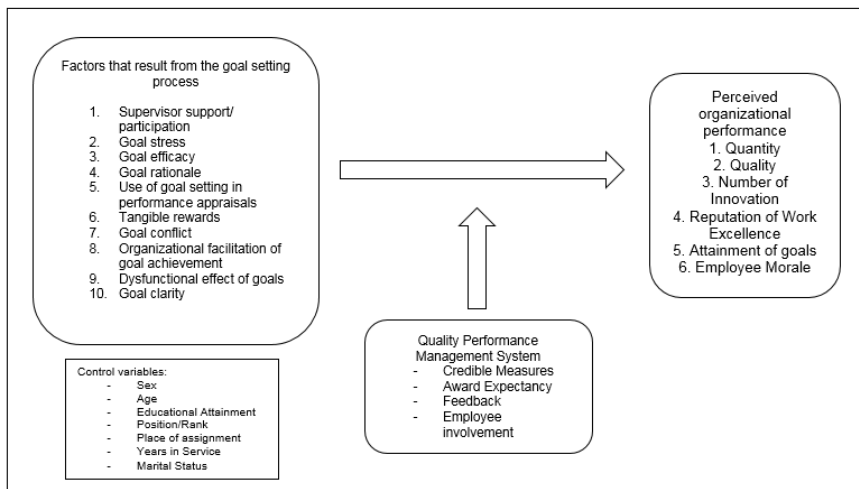 Factors that result from the goal setting
process
1. Supervisor support/
participation
2. Goal stress
3. Goal efficacy
4. Goal rationale
5. Use of goal setting in
performance appraisals
6. Tangible rewards
7. Goal conflict
8. Organizational facilitation of
goal achievement
9. Dysfunctional effect of goals
10. Goal clarity
Control variables:
- Sex
- Age
- Educational Attainment
- Position/Rank
- Place of assignment
- Years in Service
- Marital Status
Quality Performance
Management System
- Credible Measures
- Award Expectancy
- Feedback
- Employee
involvement
Perceived
organizational
performance
1. Quantity
2. Quality
3. Number of
Innovation
4. Reputation of Work
Excellence
5. Attainment of goals
6. Employee Morale